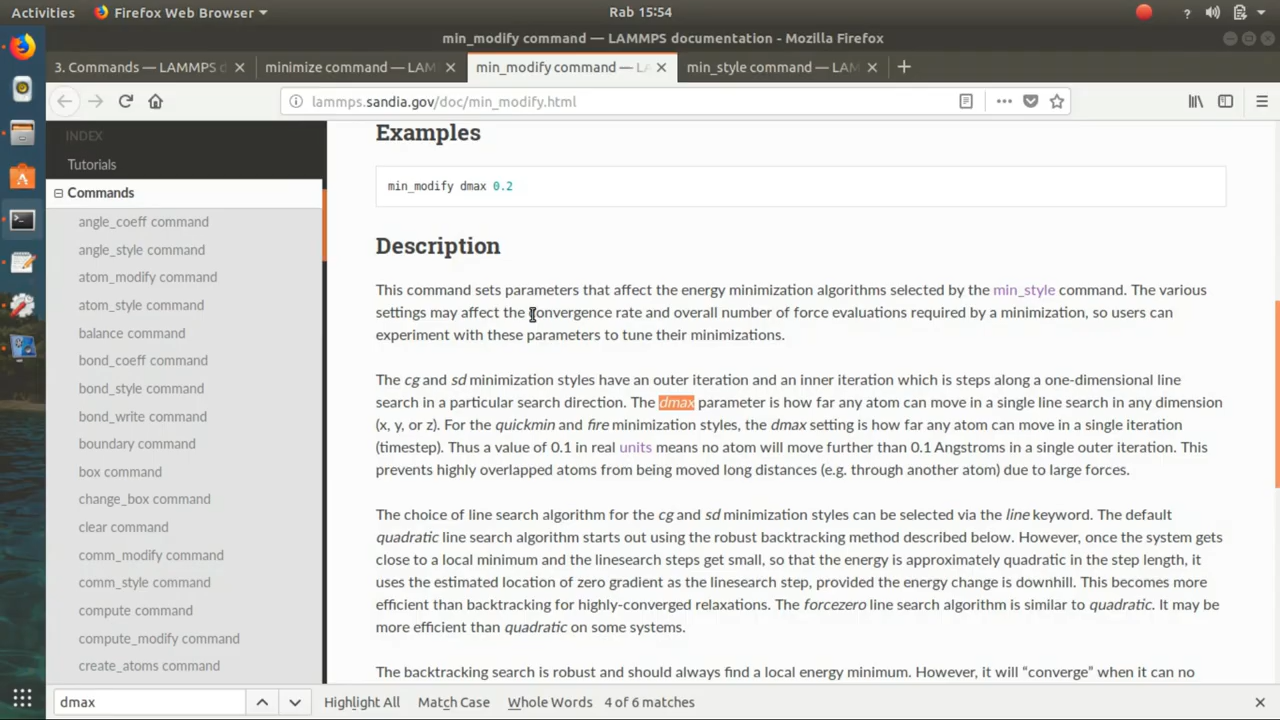 Activities Firefox Web Browser Rab 15:54
min_modify command — LAMMPS documentation - Mozilla Firefox
3. Commands — LAMMPS d minimize command — LAM min_modify command — LA min_style command — LAM
lammps.sandia.gov/doc/min_modify.html
INDEX
Tutorials
Commands
angle_coeff command
angle_style command
atom_modify command
atom_style command
balance command
bond_coeff command
bond_style command
bond_write command
boundary command
box command
change_box command
clear command
comm_modify command
comm_style command
compute command
compute_modify command
create_atoms command
Examples
min_modify dmax 0.2
Description
This command sets parameters that affect the energy minimization algorithms selected by the min_style command. The various
settings may affect the convergence rate and overall number of force evaluations required by a minimization, so users can
experiment with these parameters to tune their minimizations.
The cg and sd minimization styles have an outer iteration and an inner iteration which is steps along a one-dimensional line
search in a particular search direction. The dmax parameter is how far any atom can move in a single line search in any dimension
(x, y, or z). For the quickmin and fire minimization styles, the dmax setting is how far any atom can move in a single iteration
(timestep). Thus a value of 0.1 in real units means no atom will move further than 0.1 Angstroms in a single outer iteration. This
prevents highly overlapped atoms from being moved long distances (e.g. through another atom) due to large forces.
The choice of line search algorithm for the cg and sd minimization styles can be selected via the line keyword. The default
quadratic line search algorithm starts out using the robust backtracking method described below. However, once the system gets
close to a local minimum and the linesearch steps get small, so that the energy is approximately quadratic in the step length, it
uses the estimated location of zero gradient as the linesearch step, provided the energy change is downhill. This becomes more
efficient than backtracking for highly-converged relaxations. The forcezero line search algorithm is similar to quadratic. It may be
more efficient than quadratic on some systems.
The backtracking search is robust and should always find a local energy minimum. However, it will “converge” when it can no
dmax Highlight All Match Case Whole Words 4 of 6 matches